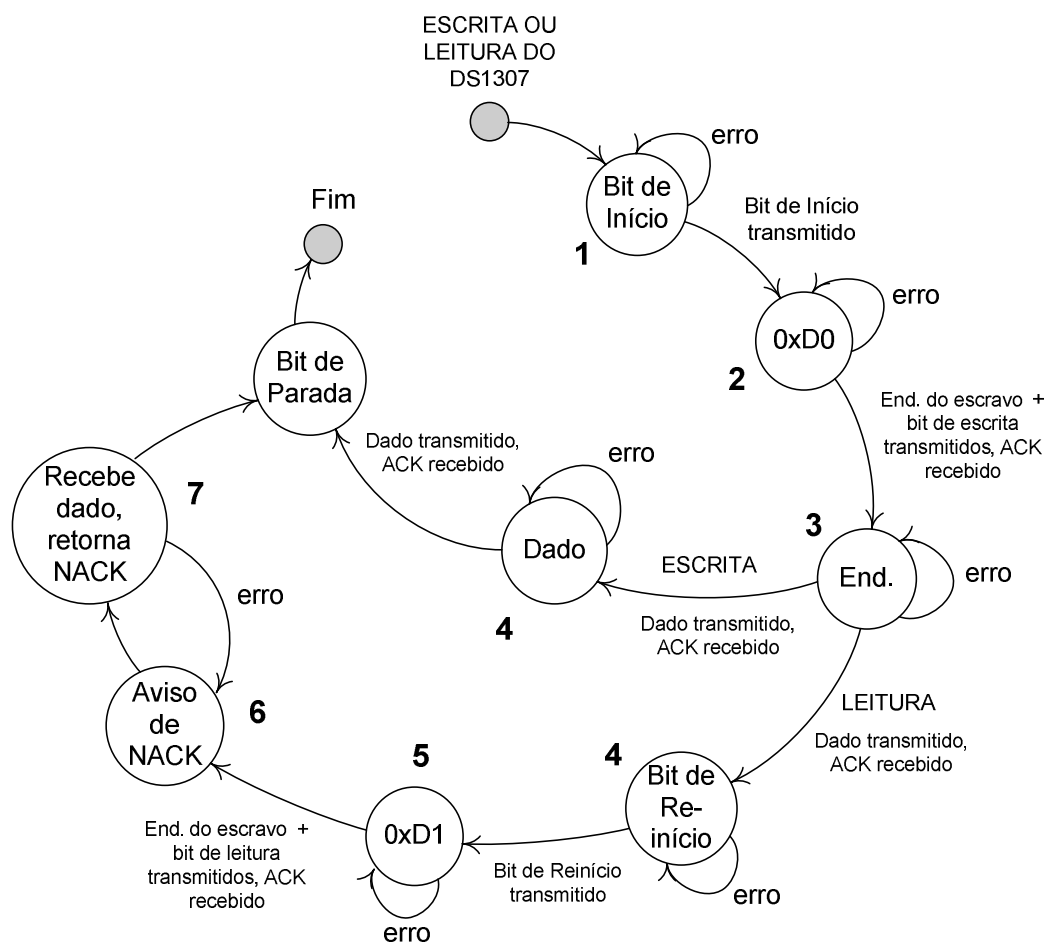 ESCRITA OU
LEITURA DO
DS1307
erro
Bit de
Início
1
Bit de Início
transmitido
erro
0xD0
2
End. do escravo +
bit de escrita
transmitidos, ACK
recebido
3
End.
erro
ESCRITA
Dado transmitido,
ACK recebido
erro
Dado
4
Dado transmitido,
ACK recebido
LEITURA
Dado transmitido,
ACK recebido
4
Bit de
Re-
início
erro
Bit de Reinício
transmitido
5
0xD1
erro
End. do escravo +
bit de leitura
transmitidos, ACK
recebido
6
Aviso
de
NACK
erro
7
Recebe
dado,
retorna
NACK
Bit de
Parada
Fim